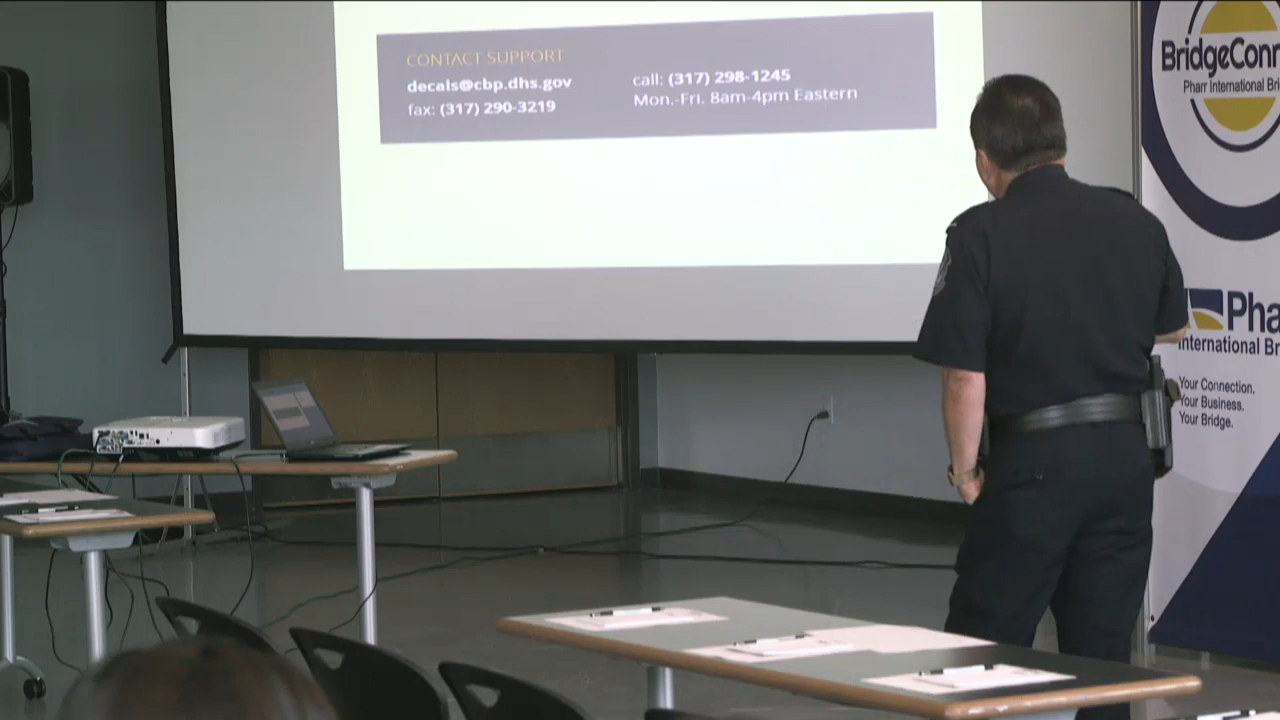 CONTACT SUPPORT
decals@cbp.dhs.gov
fax: (317) 290-3219
call: (317) 298-1245
Mon.-Fri. 8am-4pm Eastern
BridgeConn
Pharr International Bri
Phar
International Br
Your Connection.
Your Business.
Your Bridge.